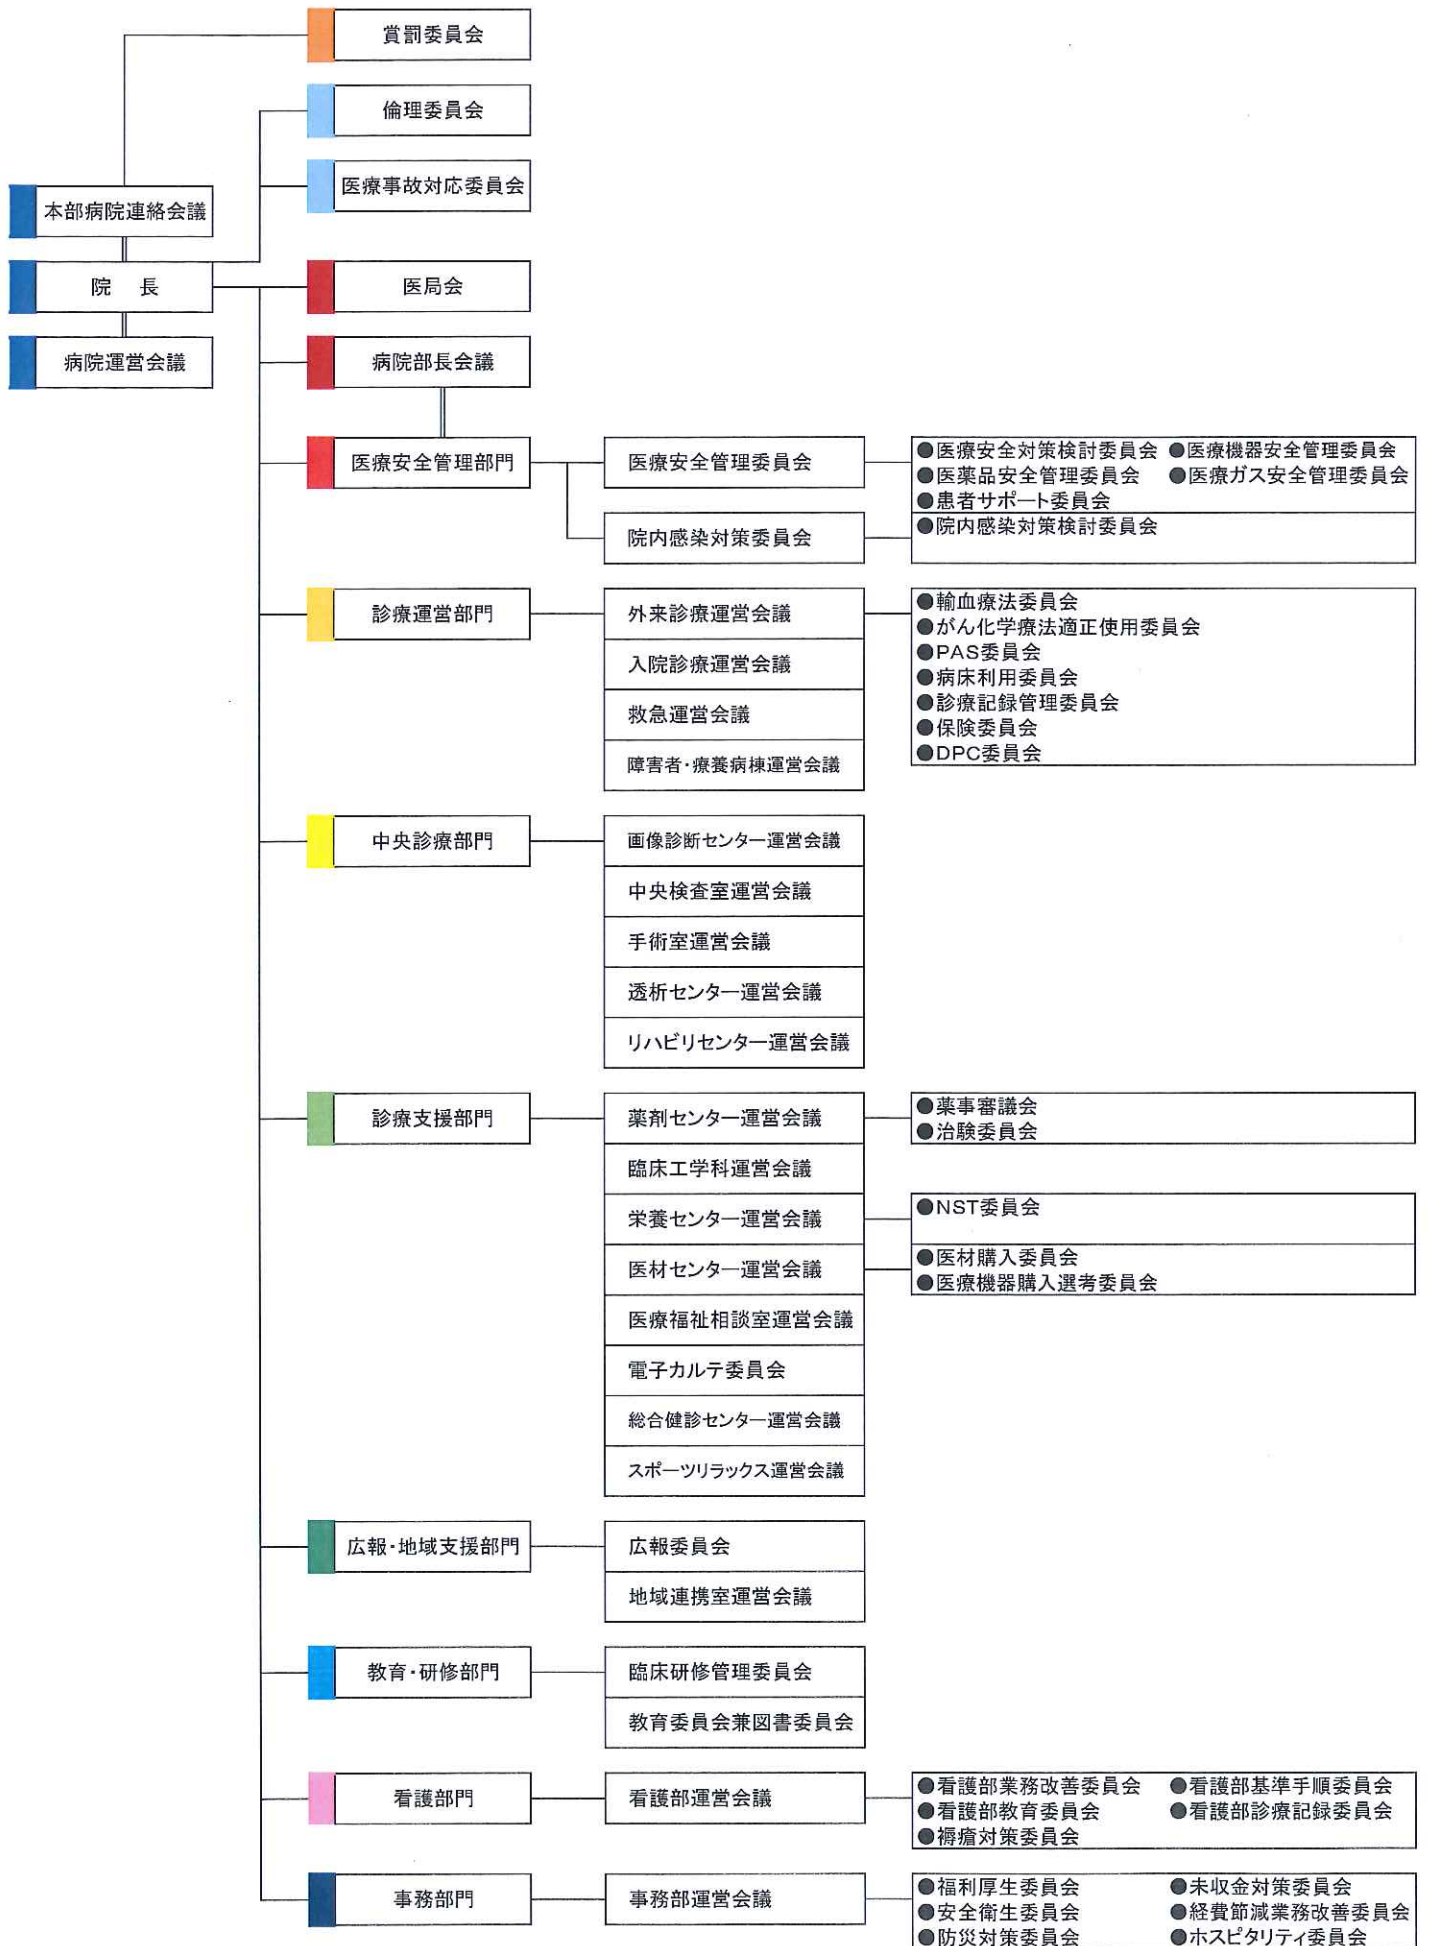 賞罰委員会
倫理委員会
医療事故対応委員会
本部病院連絡会議
院　長
病院運営会議
医局会
病院部長会議
医療安全管理部門
医療安全管理委員会
●医療安全対策検討委員会 ●医療機器安全管理委員会
●医薬品安全管理委員会 ●医療ガス安全管理委員会
●患者サポート委員会
院内感染対策委員会
●院内感染対策検討委員会
診療運営部門
外来診療運営会議
入院診療運営会議
救急運営会議
障害者・療養病棟運営会議
●輸血療法委員会
●がん化学療法適正使用委員会
●PAS委員会
●病床利用委員会
●診療記録管理委員会
●保険委員会
●DPC委員会
中央診療部門
画像診断センター運営会議
中央検査室運営会議
手術室運営会議
透析センター運営会議
リハビリセンター運営会議
診療支援部門
薬剤センター運営会議
●薬事審議会
●治験委員会
臨床工学科運営会議
栄養センター運営会議
●NST委員会
医材センター運営会議
●医材購入委員会
●医療機器購入選考委員会
医療福祉相談室運営会議
電子カルテ委員会
総合健診センター運営会議
スポーツリラックス運営会議
広報・地域支援部門
広報委員会
地域連携室運営会議
教育・研修部門
臨床研修管理委員会
教育委員会兼図書委員会
看護部門
看護部運営会議
●看護部業務改善委員会 ●看護部基準手順委員会
●看護部教育委員会 ●看護部診療記録委員会
●褥瘡対策委員会
事務部門
事務部運営会議
●福利厚生委員会 ●未収金対策委員会
●安全衛生委員会 ●経費節減業務改善委員会
●防災対策委員会 ●ホスピタリティ委員会